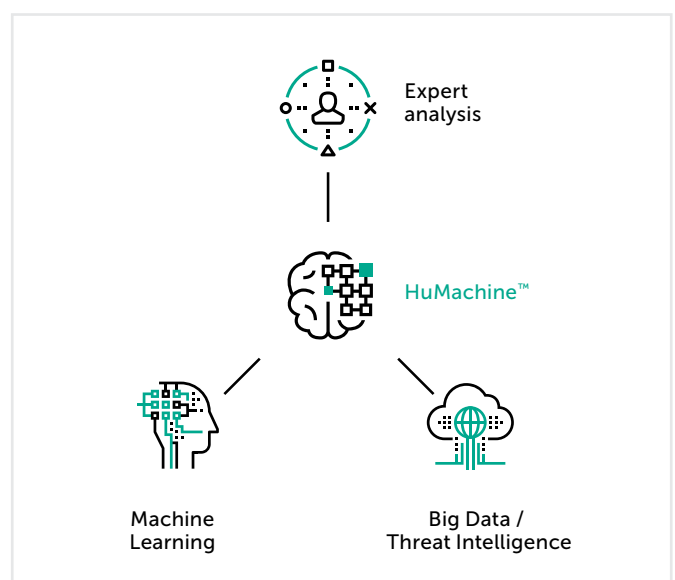 Expert
analysis
HuMachine™
Machine
Learning
Big Data /
Threat Intelligence